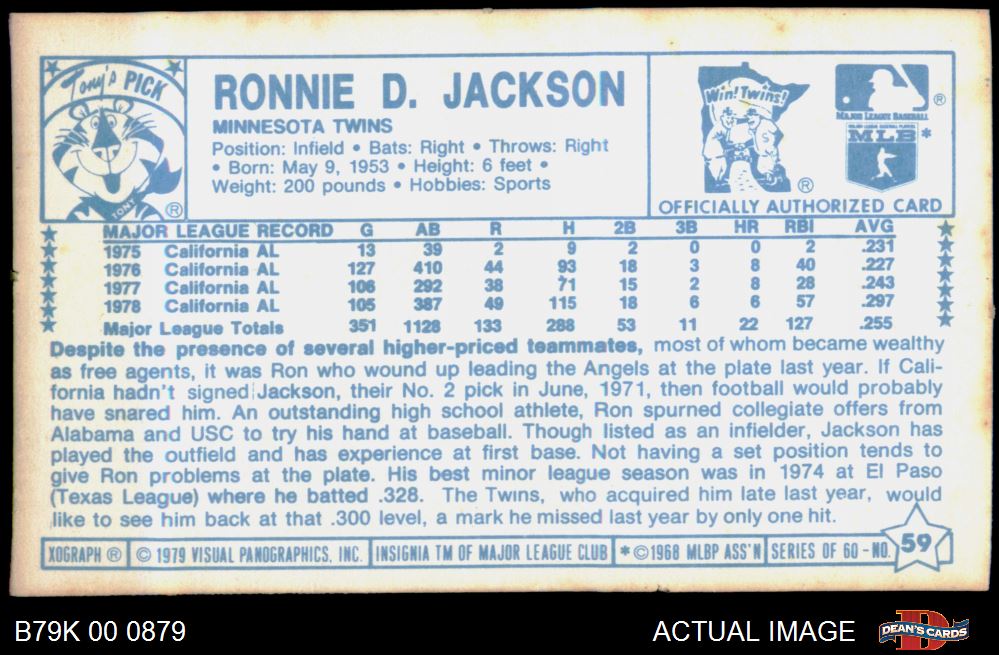 Tony's PICK
TONY ®
RONNIE D. JACKSON
MINNESOTA TWINS
Position: Infield • Bats: Right • Throws: Right
• Born: May 9, 1953 • Height: 6 feet •
Weight: 200 pounds • Hobbies: Sports
Win! Twins!
®
®
MAJOR LEAGUE BASEBALL
MLB *
OFFICIALLY AUTHORIZED CARD
MAJOR LEAGUE RECORD G AB R H 2B 3B HR RBI AVG
1975 California AL 13 39 2 9 2 0 0 2 .231
1976 California AL 127 410 44 93 18 3 8 40 .227
1977 California AL 106 292 38 71 15 2 8 28 .243
1978 California AL 105 387 49 115 18 6 6 57 .297
Major League Totals 351 1128 133 288 53 11 22 127 .255
Despite the presence of several higher-priced teammates, most of whom became wealthy
as free agents, it was Ron who wound up leading the Angels at the plate last year. If Cali-
fornia hadn't signed Jackson, their No. 2 pick in June, 1971, then football would probably
have snared him. An outstanding high school athlete, Ron spurned collegiate offers from
Alabama and USC to try his hand at baseball. Though listed as an infielder, Jackson has
played the outfield and has experience at first base. Not having a set position tends to
give Ron problems at the plate. His best minor league season was in 1974 at El Paso
(Texas League) where he batted .328. The Twins, who acquired him late last year, would
like to see him back at that .300 level, a mark he missed last year by only one hit.
XOGRAPH ® © 1979 VISUAL PANOGRAPHICS, INC. INSIGNIA TM OF MAJOR LEAGUE CLUB * ©1968 MLBP ASS'N SERIES OF 60 - NO. 59
B79K 00 0879
ACTUAL IMAGE
DEAN'S CARDS